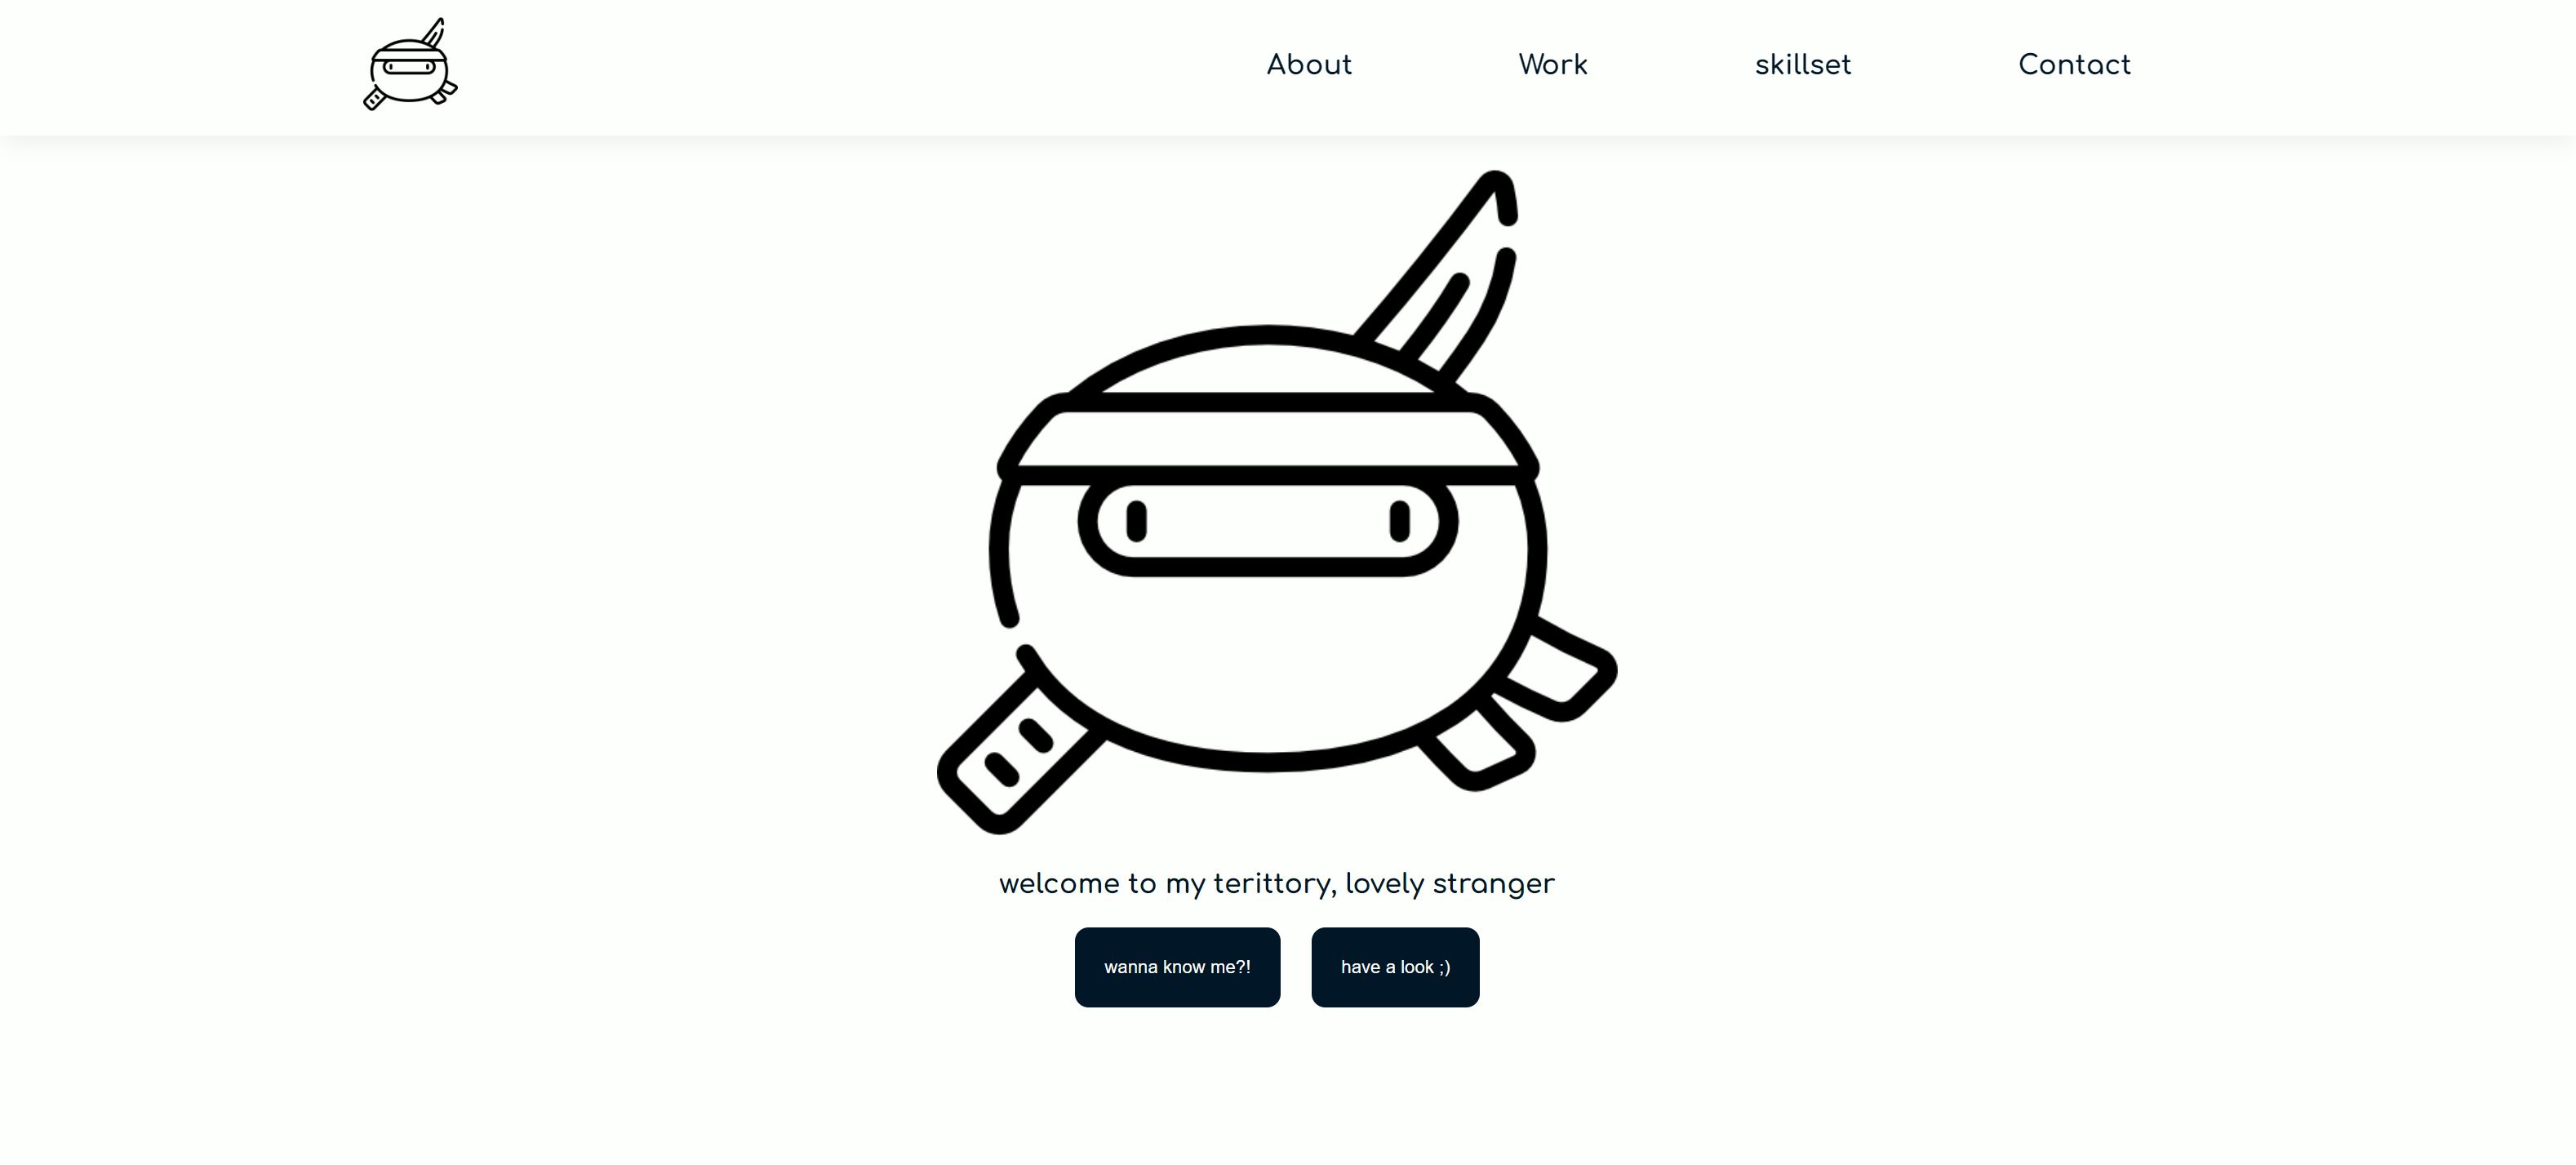 About Work skillset Contact
welcome to my terittory, lovely stranger
wanna know me?! have a look ;)